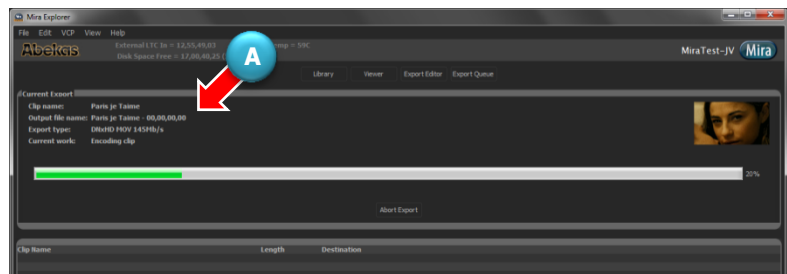 Mira Explorer
File Edit VCP View Help
Abekas
External LTC In = 12,55,49,03
Disk Space Free = 17,00,40,25
= 59C
MiraTest-JV Mira
A
Library Viewer Export Editor Export Queue
Current Export
Clip name: Paris je Taime
Output file name: Paris je Taime - 00,00,00,00
Export type: DNxHD MOV 145Mb/s
Current work: Encoding clip
20%
Abort Export
Clip Name Length Destination